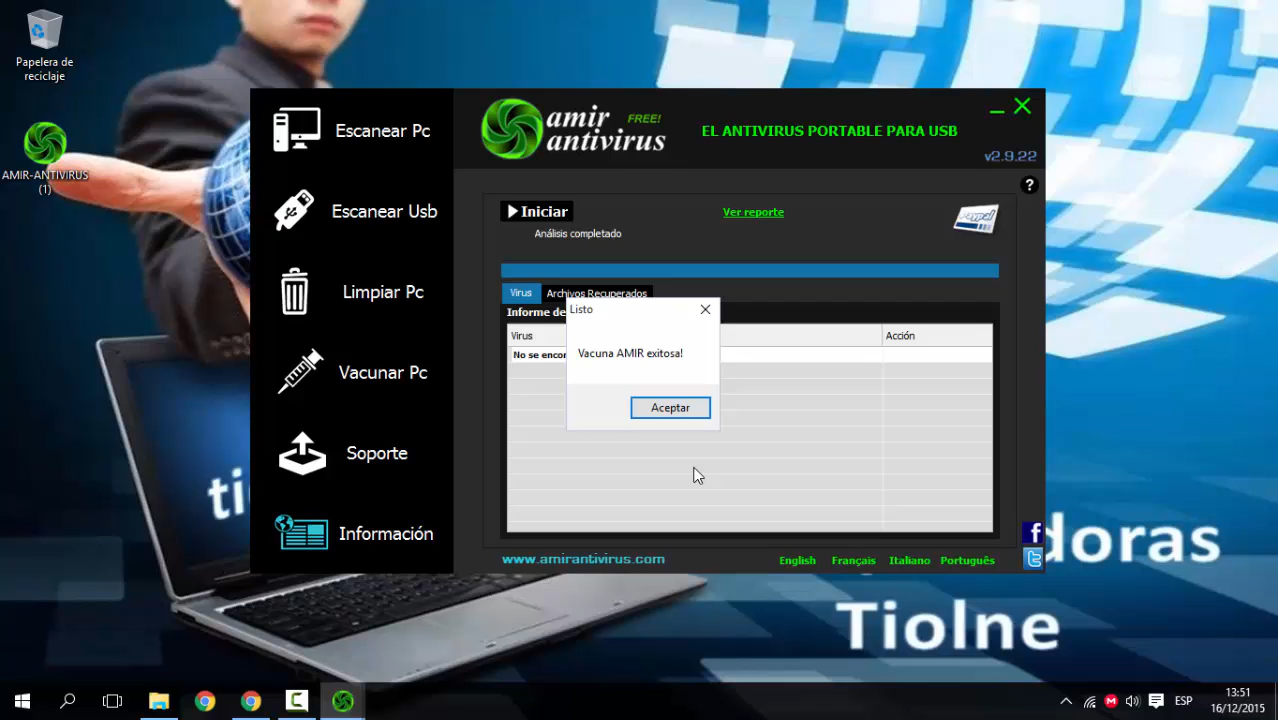 Papelera de
reciclaje
AMIR-ANTIVIRUS
(1)
Escanear Pc
Escanear Usb
Limpiar Pc
Vacunar Pc
Soporte
Información
amir
antivirus
FREE!
EL ANTIVIRUS PORTABLE PARA USB
v2.9.22
?
Iniciar
Ver reporte
PayPal
Análisis completado
Virus
Archivos Recuperados
Informe de
Virus
Acción
No se encon
Listo
Vacuna AMIR exitosa!
Aceptar
www.amirantivirus.com
English
Français
Italiano
Português
ti
doras
Tiolne
ESP
13:51
16/12/2015